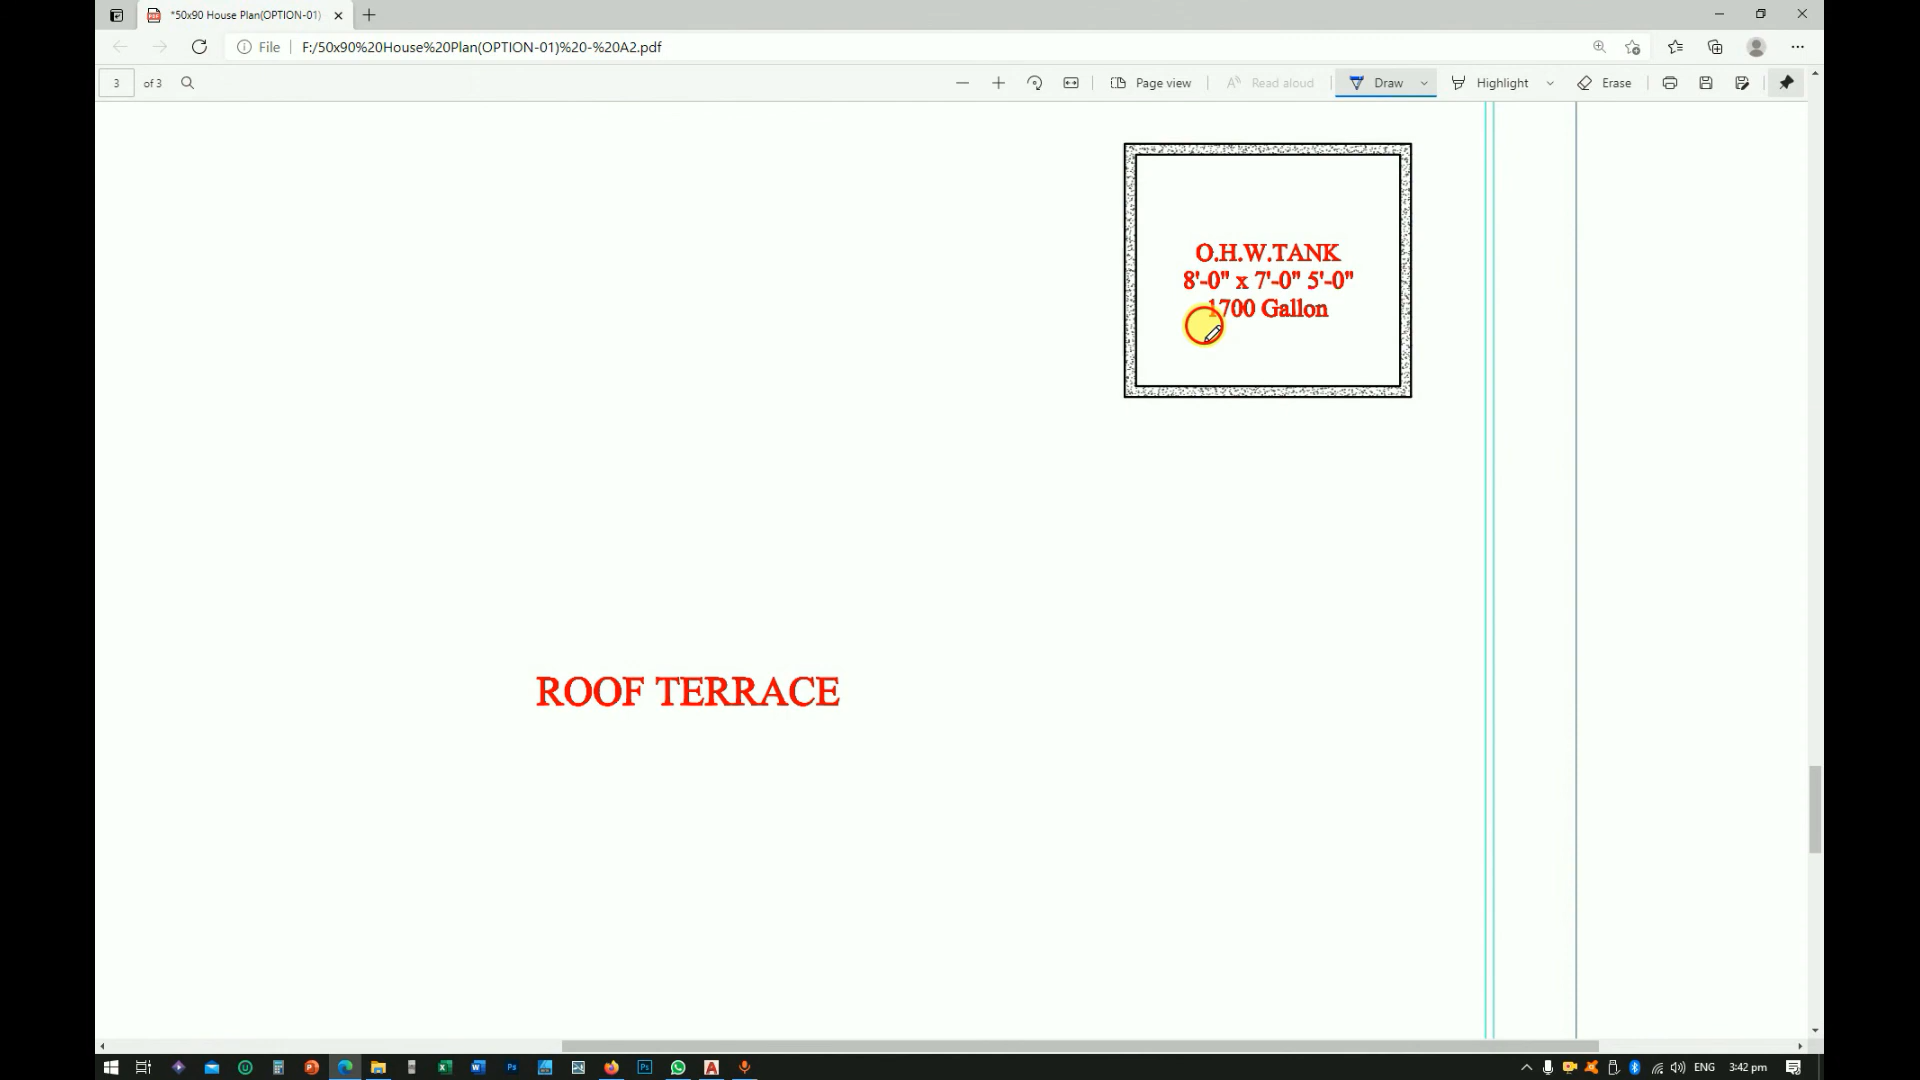 *50x90 House Plan(OPTION-01)
File
F:/50x90%20House%20Plan(OPTION-01)%20-%20A2.pdf
3 of 3
Page view
Read aloud
Draw
Highlight
Erase
O.H.W.TANK
8'-0" x 7'-0" 5'-0"
1700 Gallon
ROOF TERRACE
ENG
3:42 pm